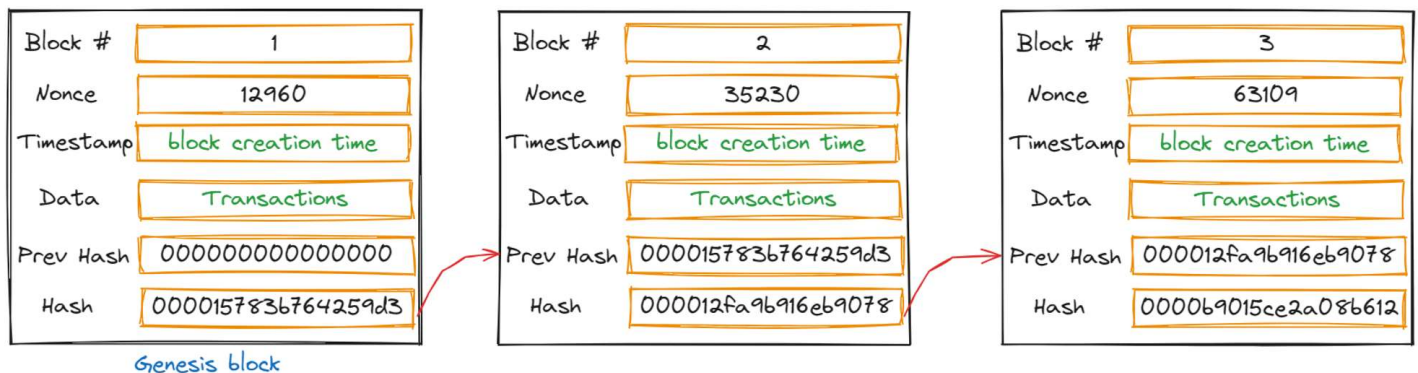 Block # 1
Nonce 12960
Timestamp block creation time
Data Transactions
Prev Hash 000000000000000
Hash 000015783b764259d3
Genesis block
Block # 2
Nonce 35230
Timestamp block creation time
Data Transactions
Prev Hash 000015783b764259d3
Hash 000012fa9b916eb9078
Block # 3
Nonce 63109
Timestamp block creation time
Data Transactions
Prev Hash 000012fa9b916eb9078
Hash 0000b9015ce2a08b612